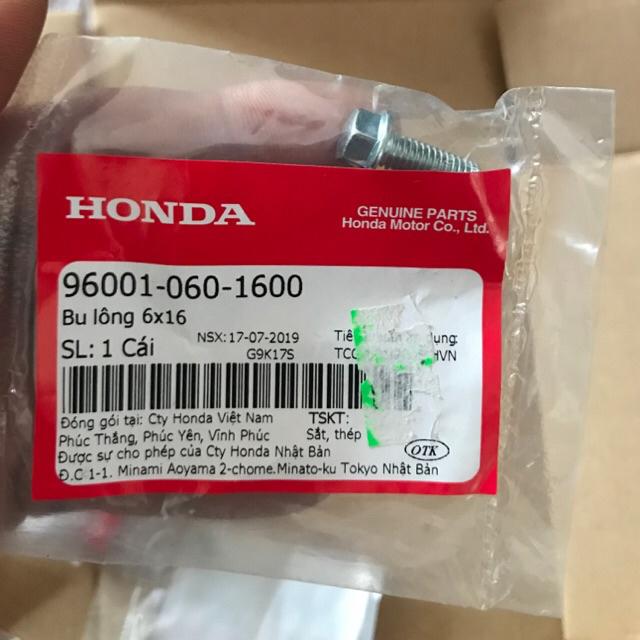 HONDA
GENUINE PARTS
Honda Motor Co., Ltd.
96001-060-1600
Bu lông 6x16
SL: 1 Cái
NSX: 17-07-2019
G9K17S
dụng:
HVN
Đóng gói tại: Cty Honda Việt Nam
Phúc Thắng, Phúc Yên, Vĩnh Phúc
Được sự cho phép của Cty Honda Nhật Bản
Đ.C 1-1. Minami Aoyama 2-chome.Minato-ku Tokyo Nhật Bản
TSKT:
Sắt, thép
OTK